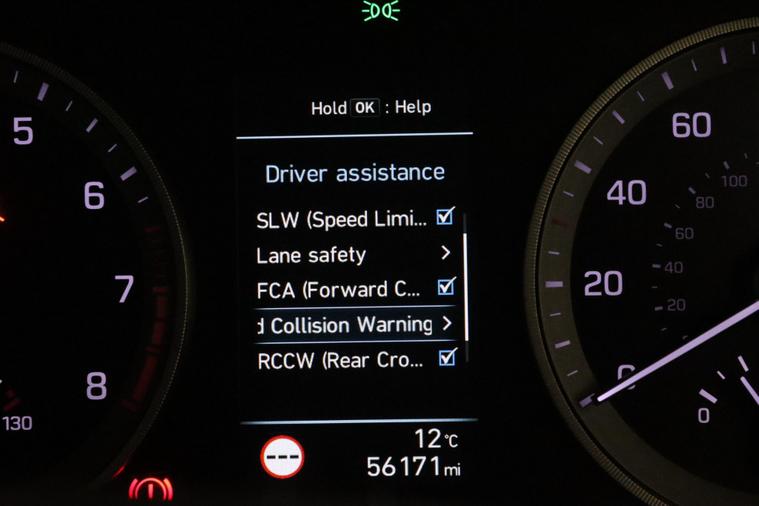 Hold OK : Help
Driver assistance
SLW (Speed Limi...
Lane safety
FCA (Forward C...
d Collision Warning
RCCW (Rear Cro...
---
12°C
56171mi
5
6
7
8
130
60
40
20
0
100
80
60
40
20
0